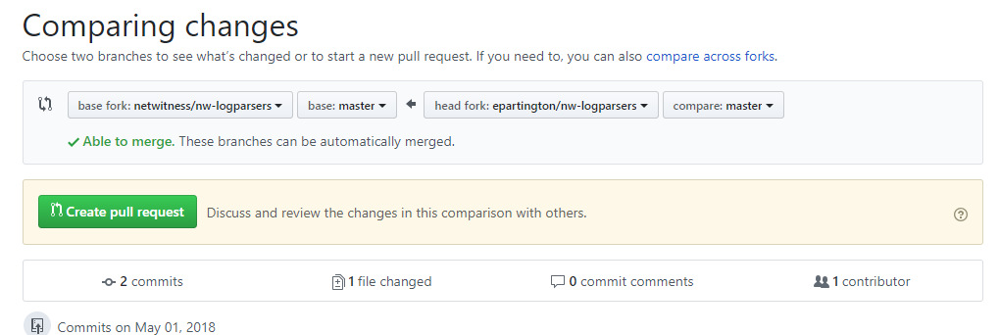 Comparing changes
Choose two branches to see what's changed or to start a new pull request. If you need to, you can also compare across forks.
base fork: netwitness/nw-logparsers base: master head fork: epartington/nw-logparsers compare: master
Able to merge. These branches can be automatically merged.
Create pull request Discuss and review the changes in this comparison with others.
2 commits 1 file changed 0 commit comments 1 contributor
Commits on May 01, 2018